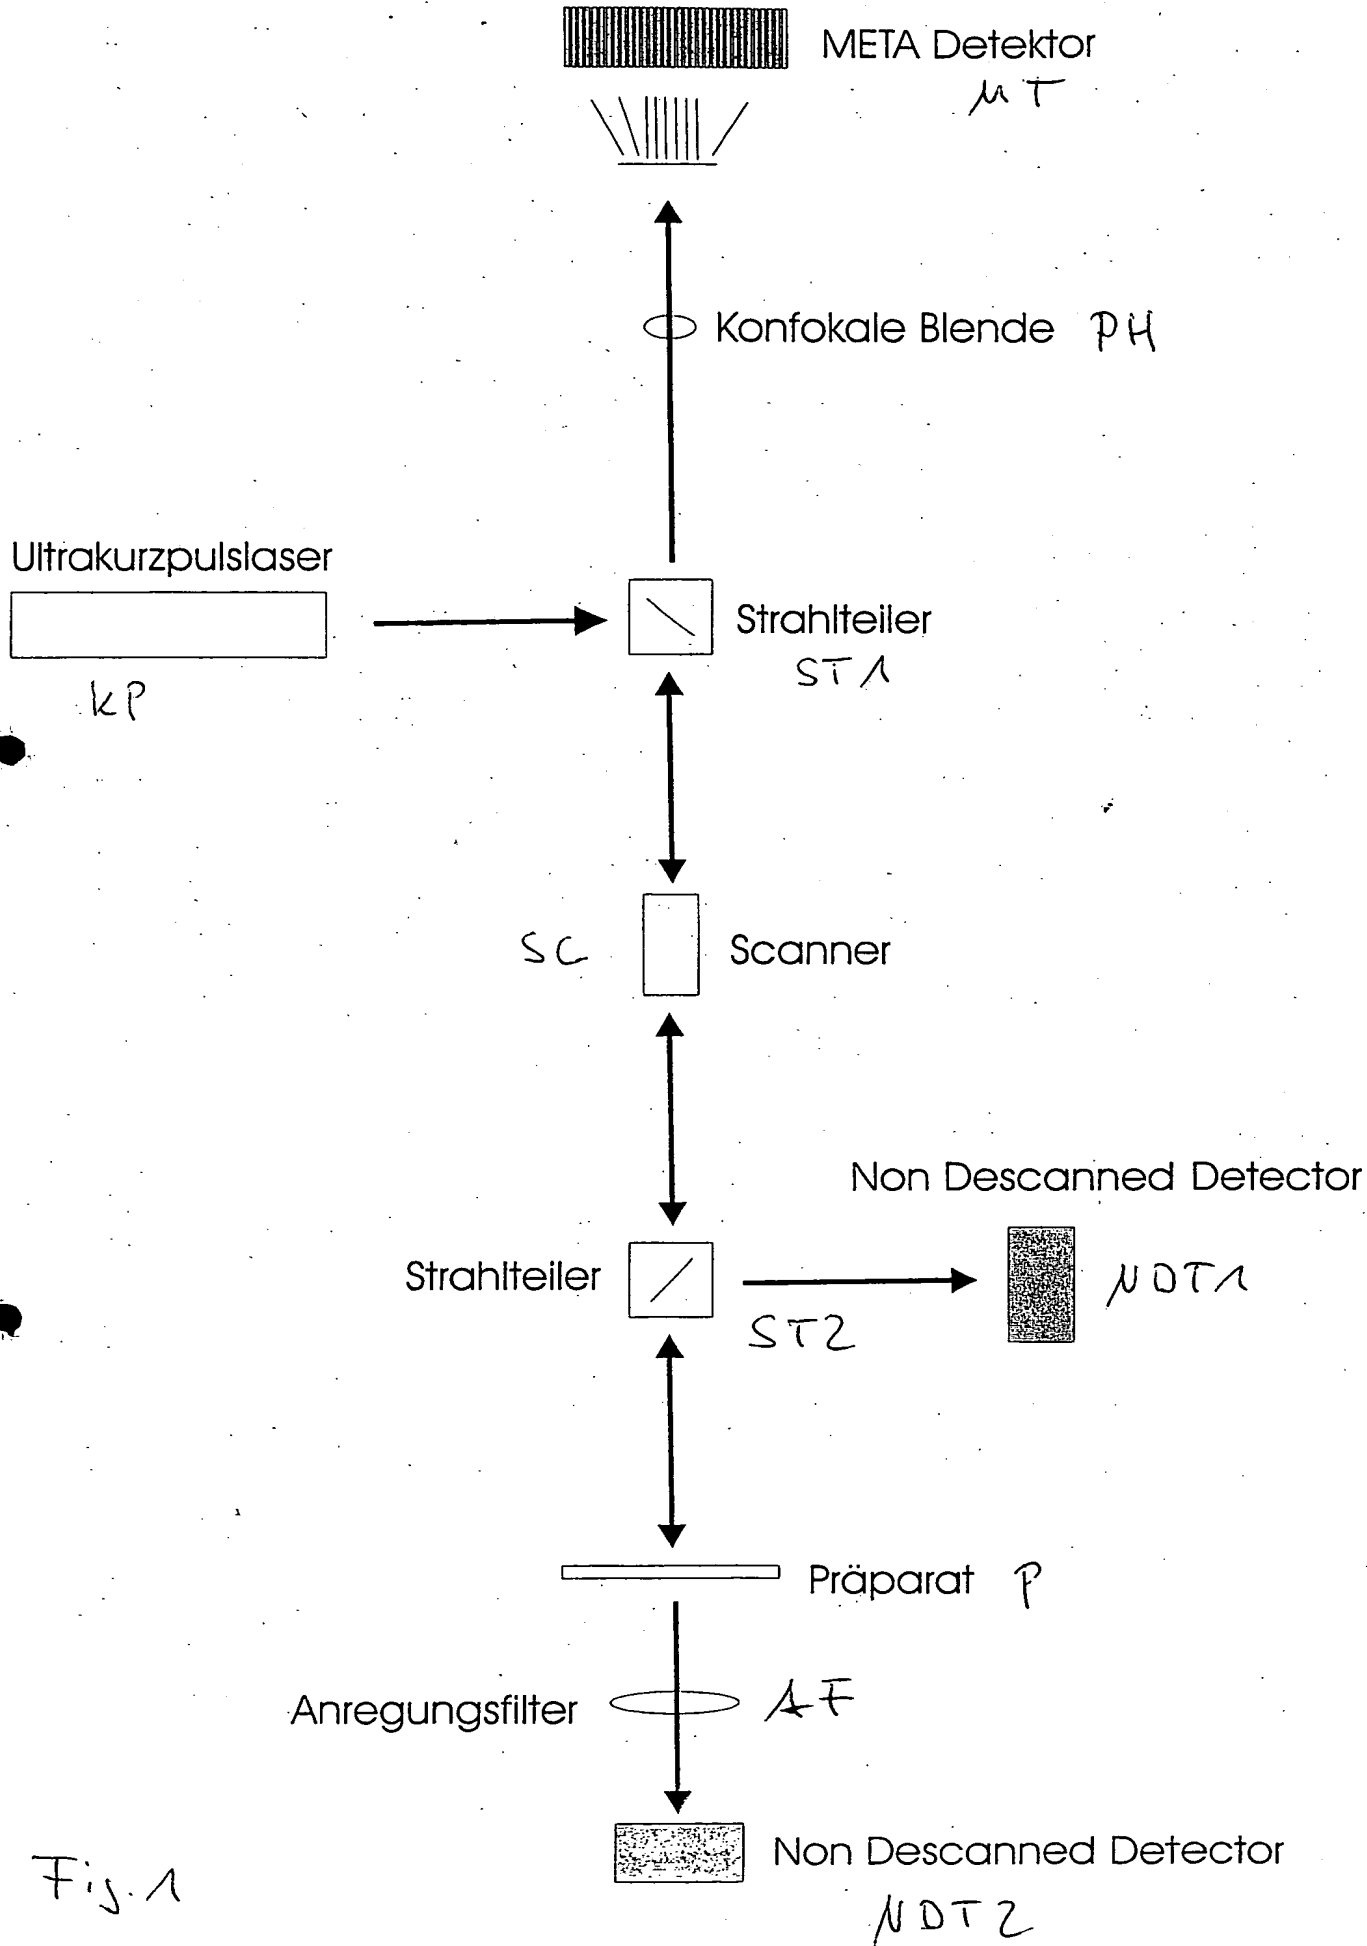 META Detektor
MT
Konfokale Blende PH
Ultrakurzpulslaser
KP
Strahlteiler
ST1
SC Scanner
Non Descanned Detector
NDT1
Strahlteiler
ST2
Präparat P
Anregungsfilter AF
Non Descanned Detector
NDT2
Fig. 1